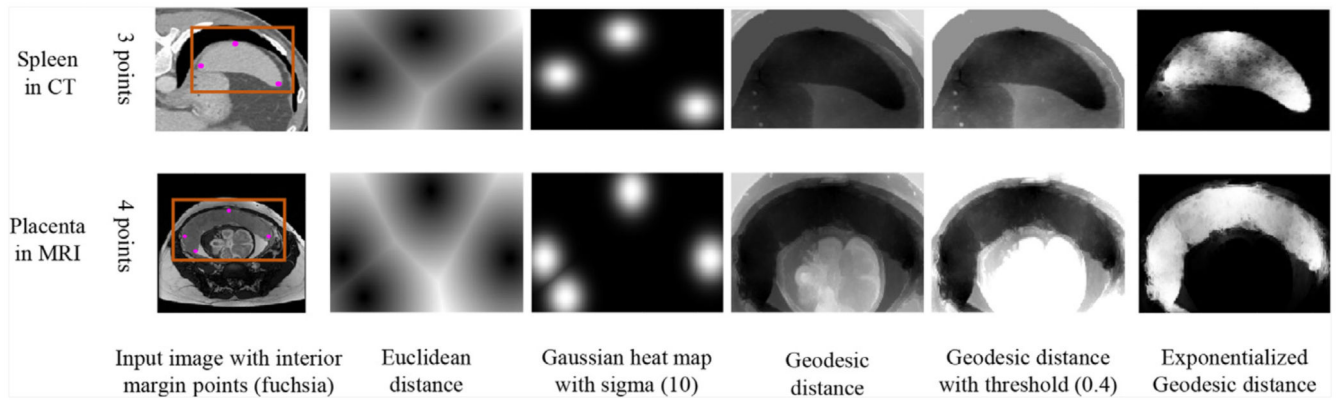 Spleen
in CT
3 points
Placenta
in MRI
4 points
Input image with interior
margin points (fuchsia)
Euclidean
distance
Gaussian heat map
with sigma (10)
Geodesic
distance
Geodesic distance
with threshold (0.4)
Exponentialized
Geodesic distance